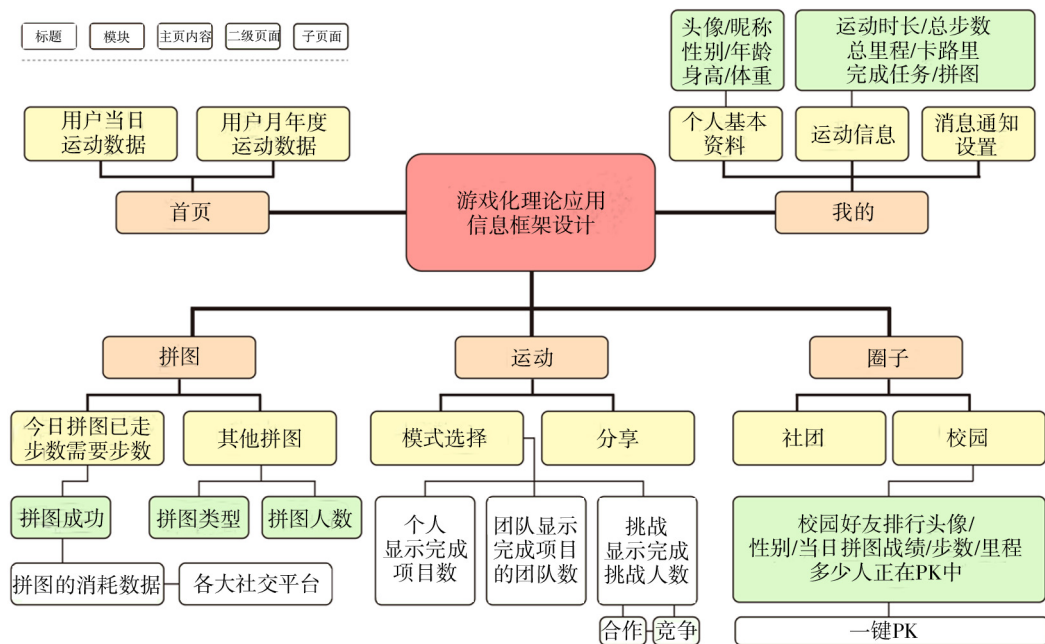 标题
模块
主页内容
二级页面
子页面
头像/昵称
性别/年龄
身高/体重
运动时长/总步数
总里程/卡路里
完成任务/拼图
用户当日
运动数据
用户月年度
运动数据
个人基本
资料
运动信息
消息通知
设置
首页
游戏化理论应用
信息框架设计
我的
拼图
运动
圈子
今日拼图已走
步数需要步数
其他拼图
模式选择
分享
社团
校园
拼图成功
拼图类型
拼图人数
个人
显示完成
项目数
团队显示
完成项目
的团队数
挑战
显示完成
挑战人数
校园好友排行头像/
性别/当日拼图战绩/步数/里程
多少人正在PK中
拼图的消耗数据
各大社交平台
合作
竞争
一键PK